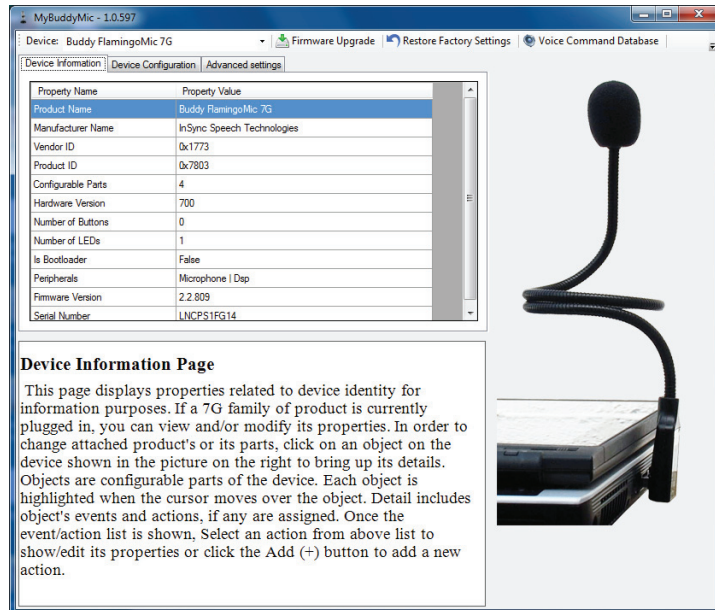 MyBuddyMic - 1.0.597
Device: Buddy FlamingoMic 7G Firmware Upgrade Restore Factory Settings Voice Command Database
Device Information Device Configuration Advanced settings
Property Name Property Value
Product Name Buddy FlamingoMic 7G
Manufacturer Name InSync Speech Technologies
Vendor ID 0x1773
Product ID 0x7803
Configurable Parts 4
Hardware Version 700
Number of Buttons 0
Number of LEDs 1
Is Bootloader False
Peripherals Microphone | Dsp
Firmware Version 2.2.809
Serial Number LNCPS1FG14
Device Information Page
This page displays properties related to device identity for
information purposes. If a 7G family of product is currently
plugged in, you can view and/or modify its properties. In order to
change attached product's or its parts, click on an object on the
device shown in the picture on the right to bring up its details.
Objects are configurable parts of the device. Each object is
highlighted when the cursor moves over the object. Detail includes
object's events and actions, if any are assigned. Once the
event/action list is shown, Select an action from above list to
show/edit its properties or click the Add (+) button to add a new
action.